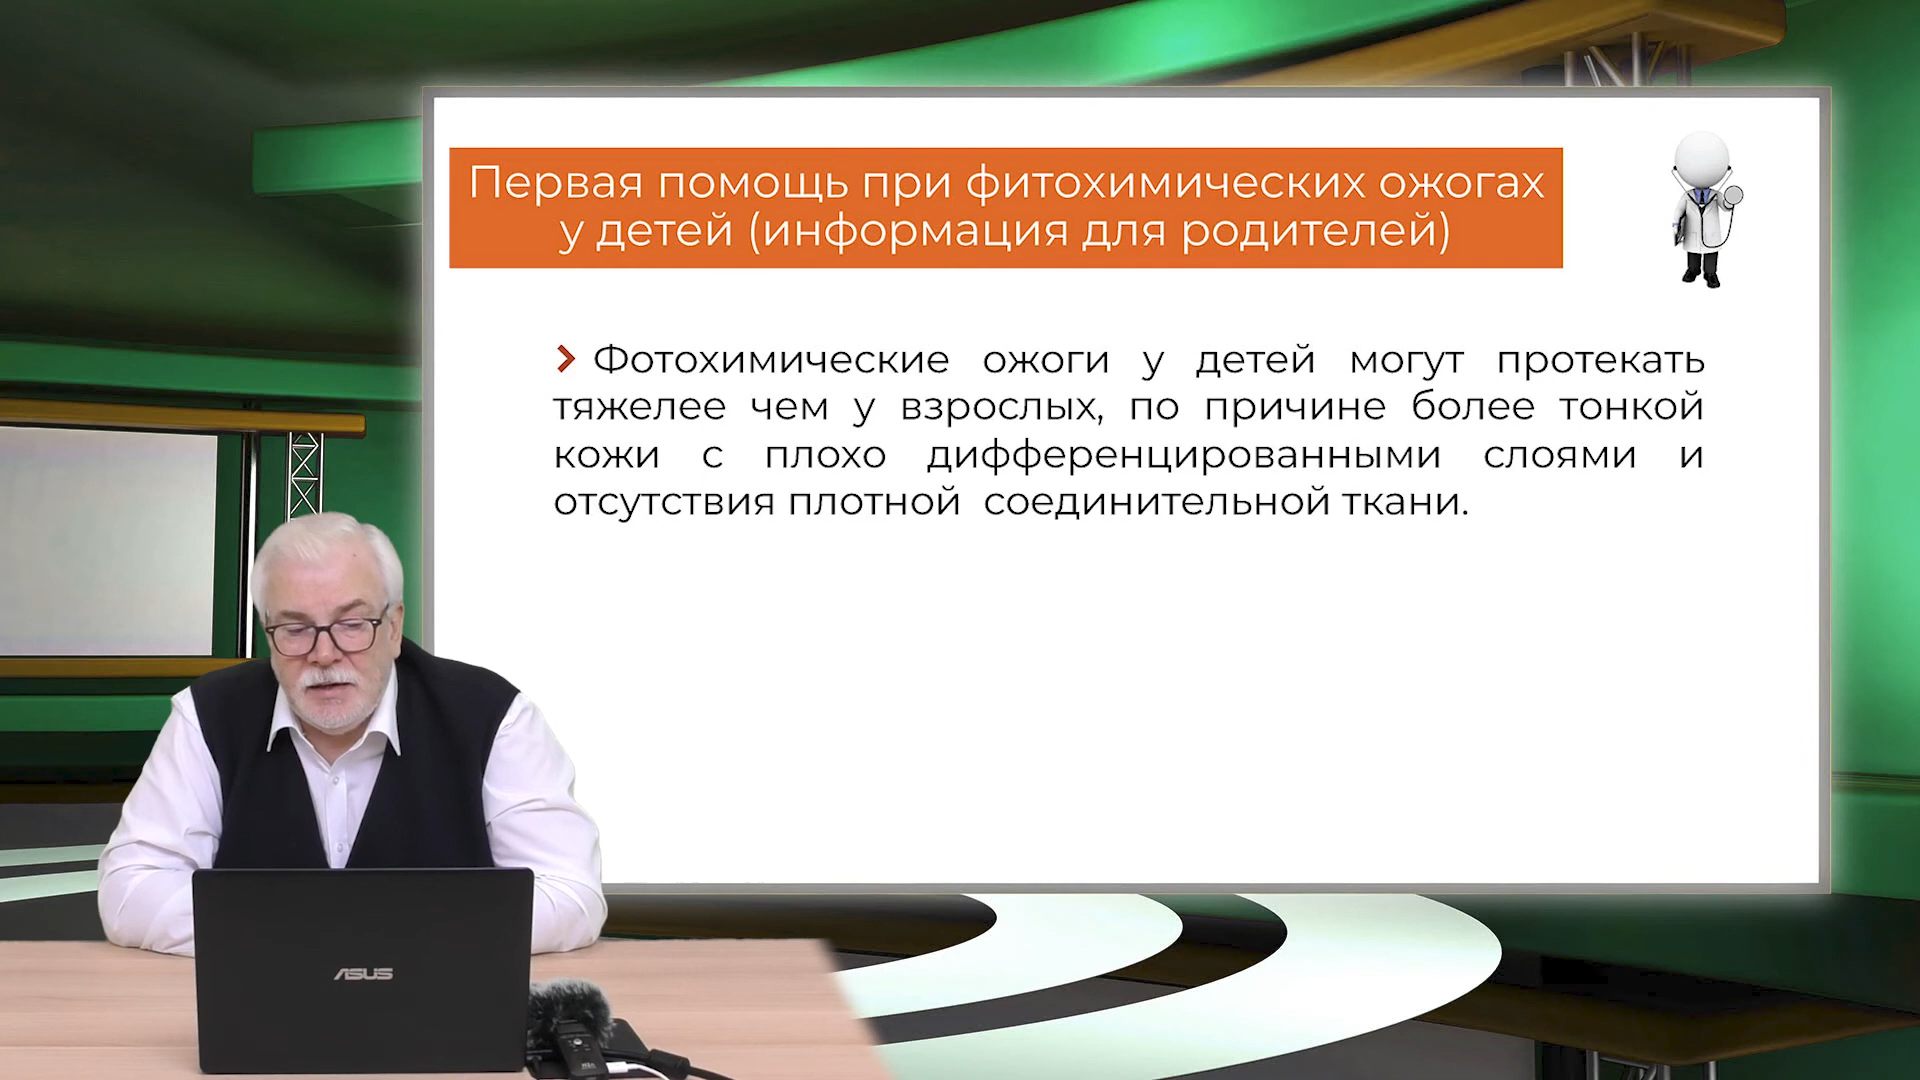 Первая помощь при фитохимических ожогах
у детей (информация для родителей)
Фотохимические ожоги у детей могут протекать
тяжелее чем у взрослых, по причине более тонкой
кожи с плохо дифференцированными слоями и
отсутствия плотной соединительной ткани.
ASUS